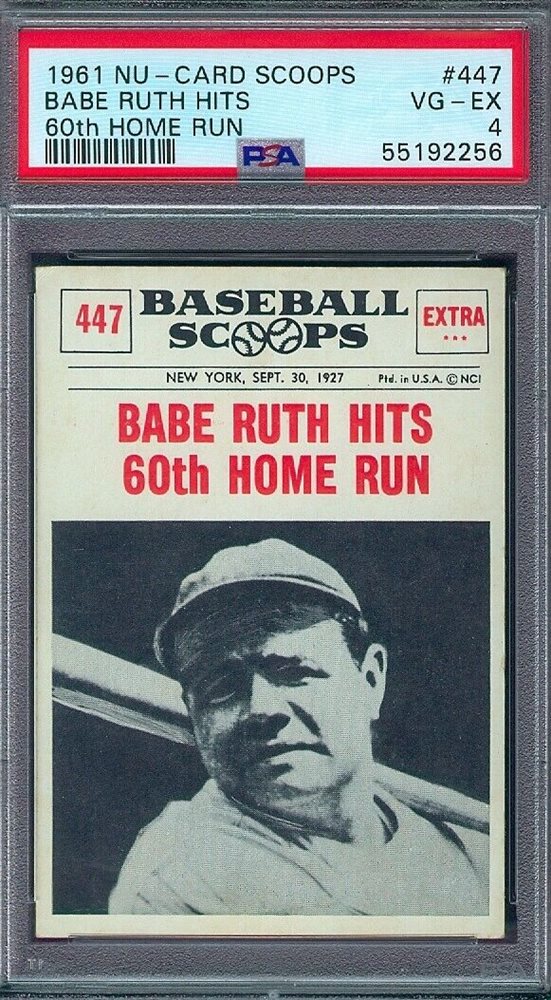 1961 NU-CARD SCOOPS #447
BABE RUTH HITS VG-EX
60th HOME RUN 4
PSA 55192256
447 BASEBALL SCOOPS EXTRA
NEW YORK, SEPT. 30, 1927 Ptd. in U.S.A. © NCI
BABE RUTH HITS
60th HOME RUN
PSA